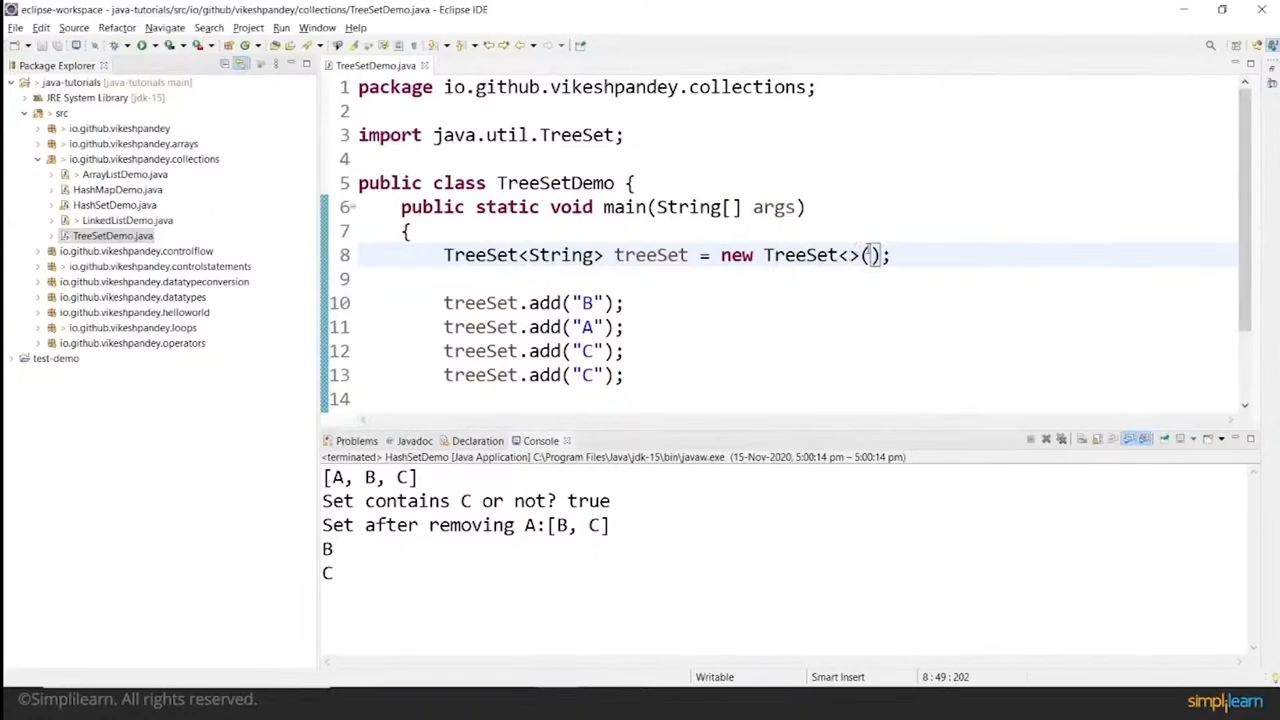 eclipse-workspace - java-tutorials/src/io/github/vikeshpandey/collections/TreeSetDemo.java - Eclipse IDE
File Edit Source Refactor Navigate Search Project Run Window Help
Package Explorer
java-tutorials [java-tutorials main]
JRE System Library [jdk-15]
src
io.github.vikeshpandey
io.github.vikeshpandey.arrays
io.github.vikeshpandey.collections
> ArrayListDemo.java
HashMapDemo.java
HashSetDemo.java
> LinkedListDemo.java
TreeSetDemo.java
io.github.vikeshpandey.controlflow
io.github.vikeshpandey.controlstatements
io.github.vikeshpandey.datatypeconversion
io.github.vikeshpandey.datatypes
io.github.vikeshpandey.helloworld
> io.github.vikeshpandey.loops
io.github.vikeshpandey.operators
test-demo
TreeSetDemo.java
1 package io.github.vikeshpandey.collections;
2
3 import java.util.TreeSet;
4
5 public class TreeSetDemo {
6 public static void main(String[] args)
7 {
8 TreeSet<String> treeSet = new TreeSet<>();
9
10 treeSet.add("B");
11 treeSet.add("A");
12 treeSet.add("C");
13 treeSet.add("C");
14
Problems Javadoc Declaration Console
<terminated> HashSetDemo [Java Application] C:\Program Files\Java\jdk-15\bin\javaw.exe (15-Nov-2020, 5:00:14 pm – 5:00:14 pm)
[A, B, C]
Set contains C or not? true
Set after removing A:[B, C]
B
C
Writable Smart Insert 8 : 49 : 202
©Simplilearn. All rights reserved.
simplilearn